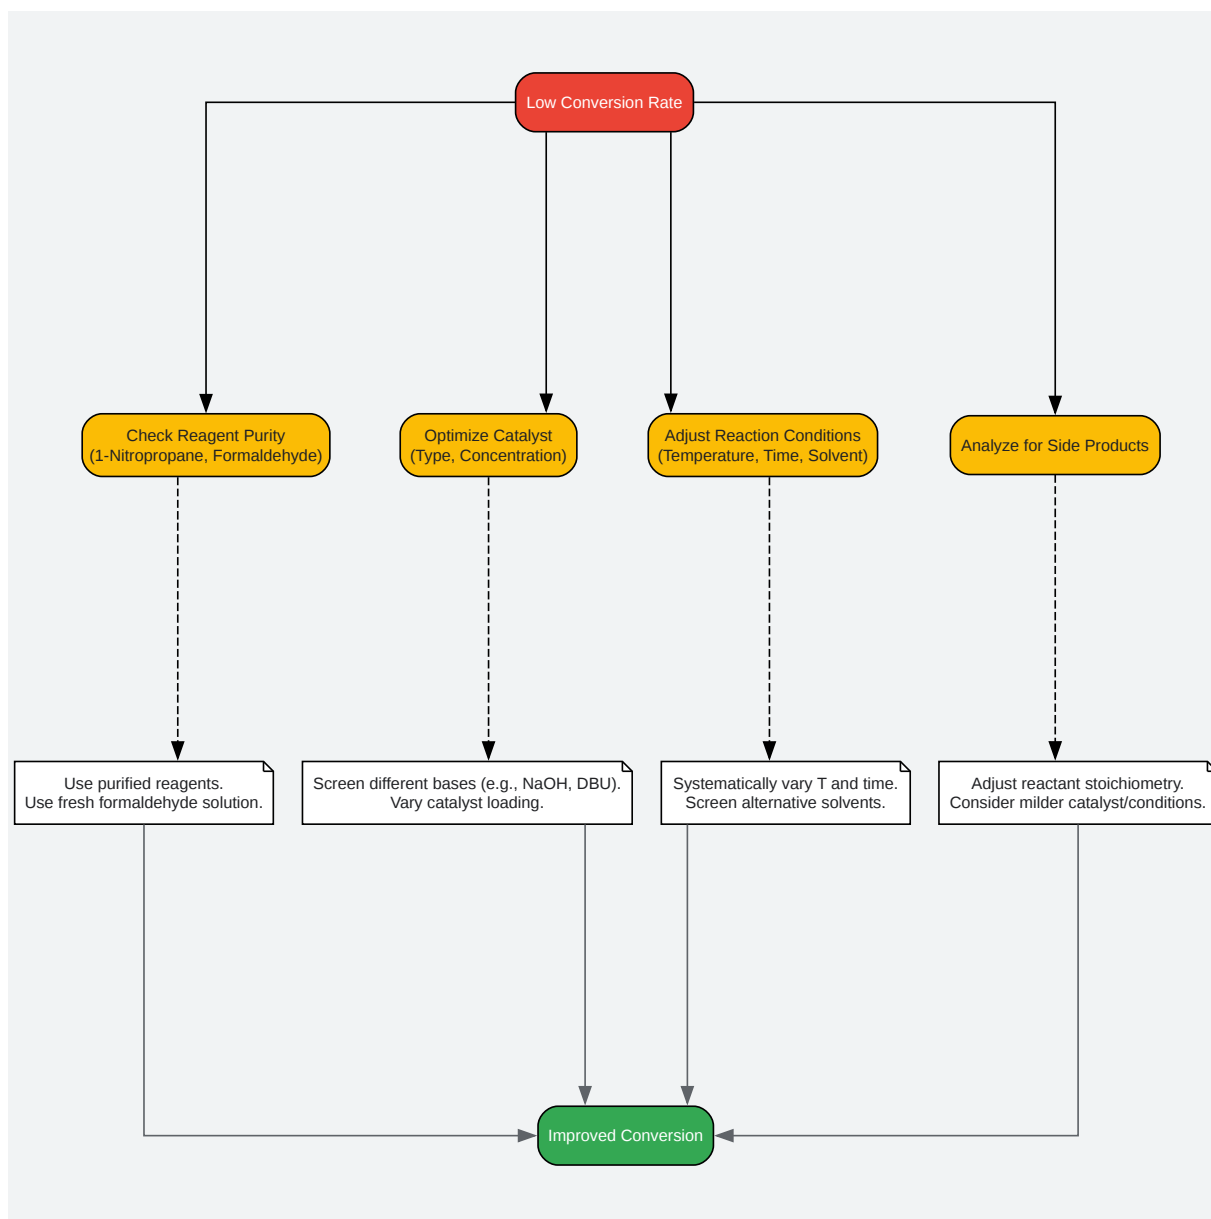 Low Conversion Rate
Check Reagent Purity
(1-Nitropropane, Formaldehyde)
Optimize Catalyst
(Type, Concentration)
Adjust Reaction Conditions
(Temperature, Time, Solvent)
Analyze for Side Products
Use purified reagents.
Use fresh formaldehyde solution.
Screen different bases (e.g., NaOH, DBU).
Vary catalyst loading.
Systematically vary T and time.
Screen alternative solvents.
Adjust reactant stoichiometry.
Consider milder catalyst/conditions.
Improved Conversion